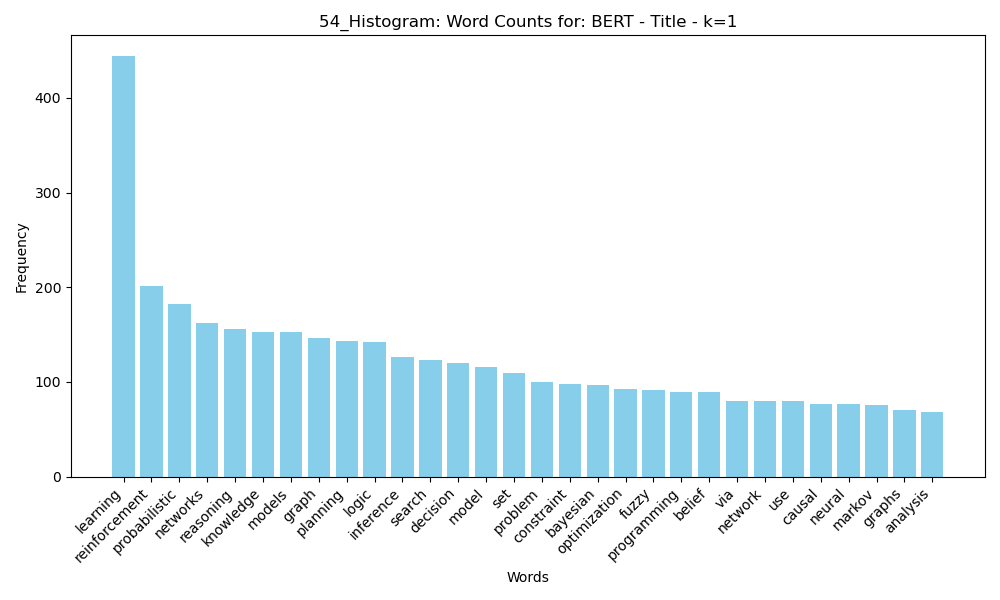 54_Histogram: Word Counts for: BERT - Title - k=1
Frequency
400
300
200
100
0
learning
reinforcement
probabilistic
networks
reasoning
knowledge
models
graph
planning
logic
inference
search
decision
model
set
problem
constraint
bayesian
optimization
fuzzy
programming
belief
via
network
use
causal
neural
markov
graphs
analysis
Words